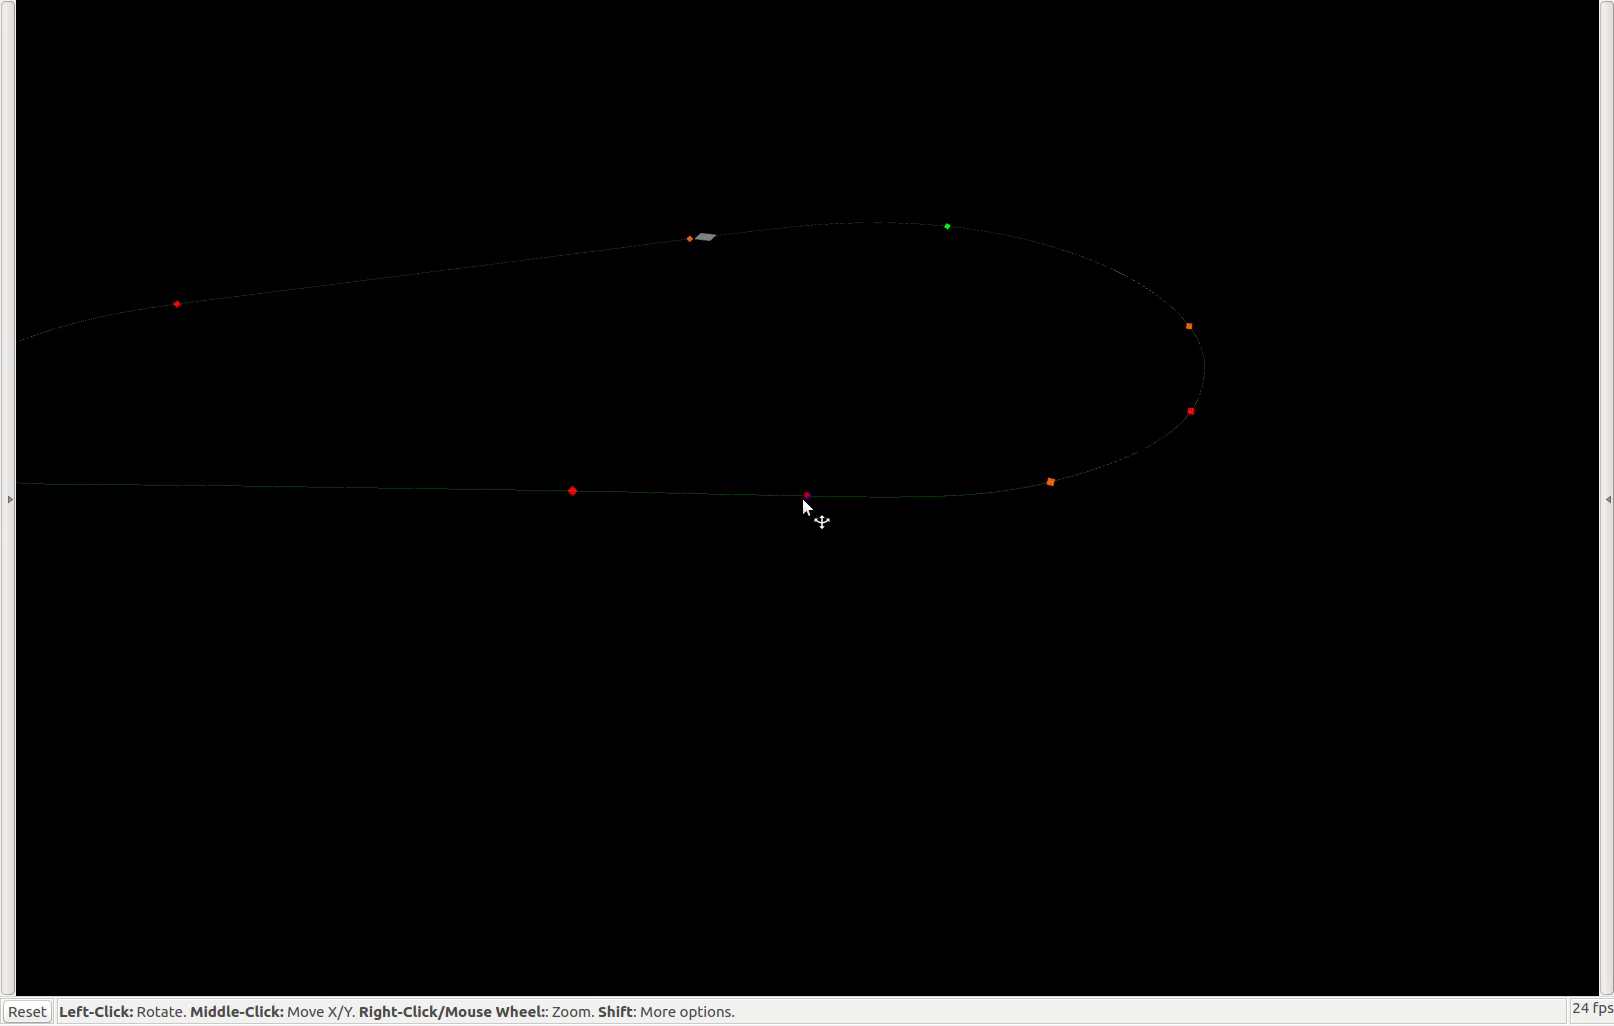 Reset Left-Click: Rotate. Middle-Click: Move X/Y. Right-Click/Mouse Wheel:: Zoom. Shift: More options. 24 fps